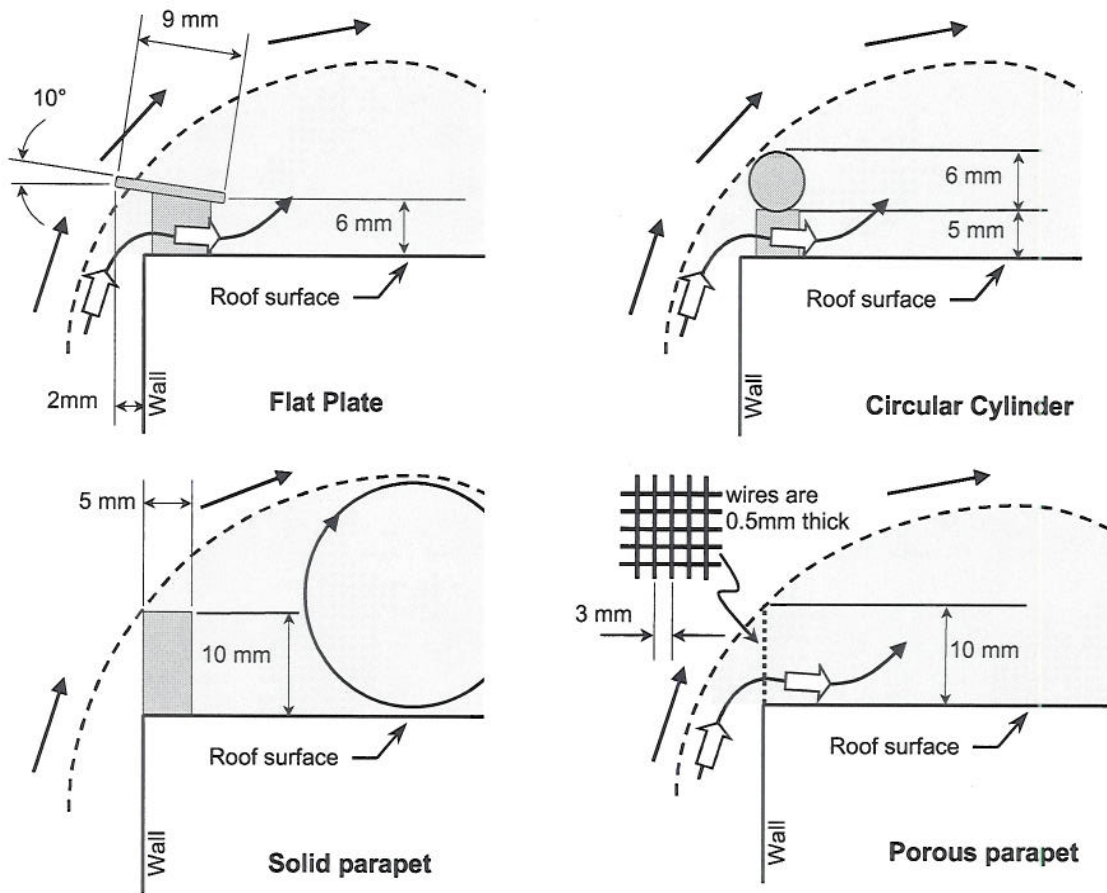 9 mm
10°
6 mm
Roof surface
2mm
Wall
Flat Plate
6 mm
5 mm
Roof surface
Wall
Circular Cylinder
5 mm
10 mm
Roof surface
Wall
Solid parapet
wires are
0.5mm thick
3 mm
10 mm
Roof surface
Wall
Porous parapet